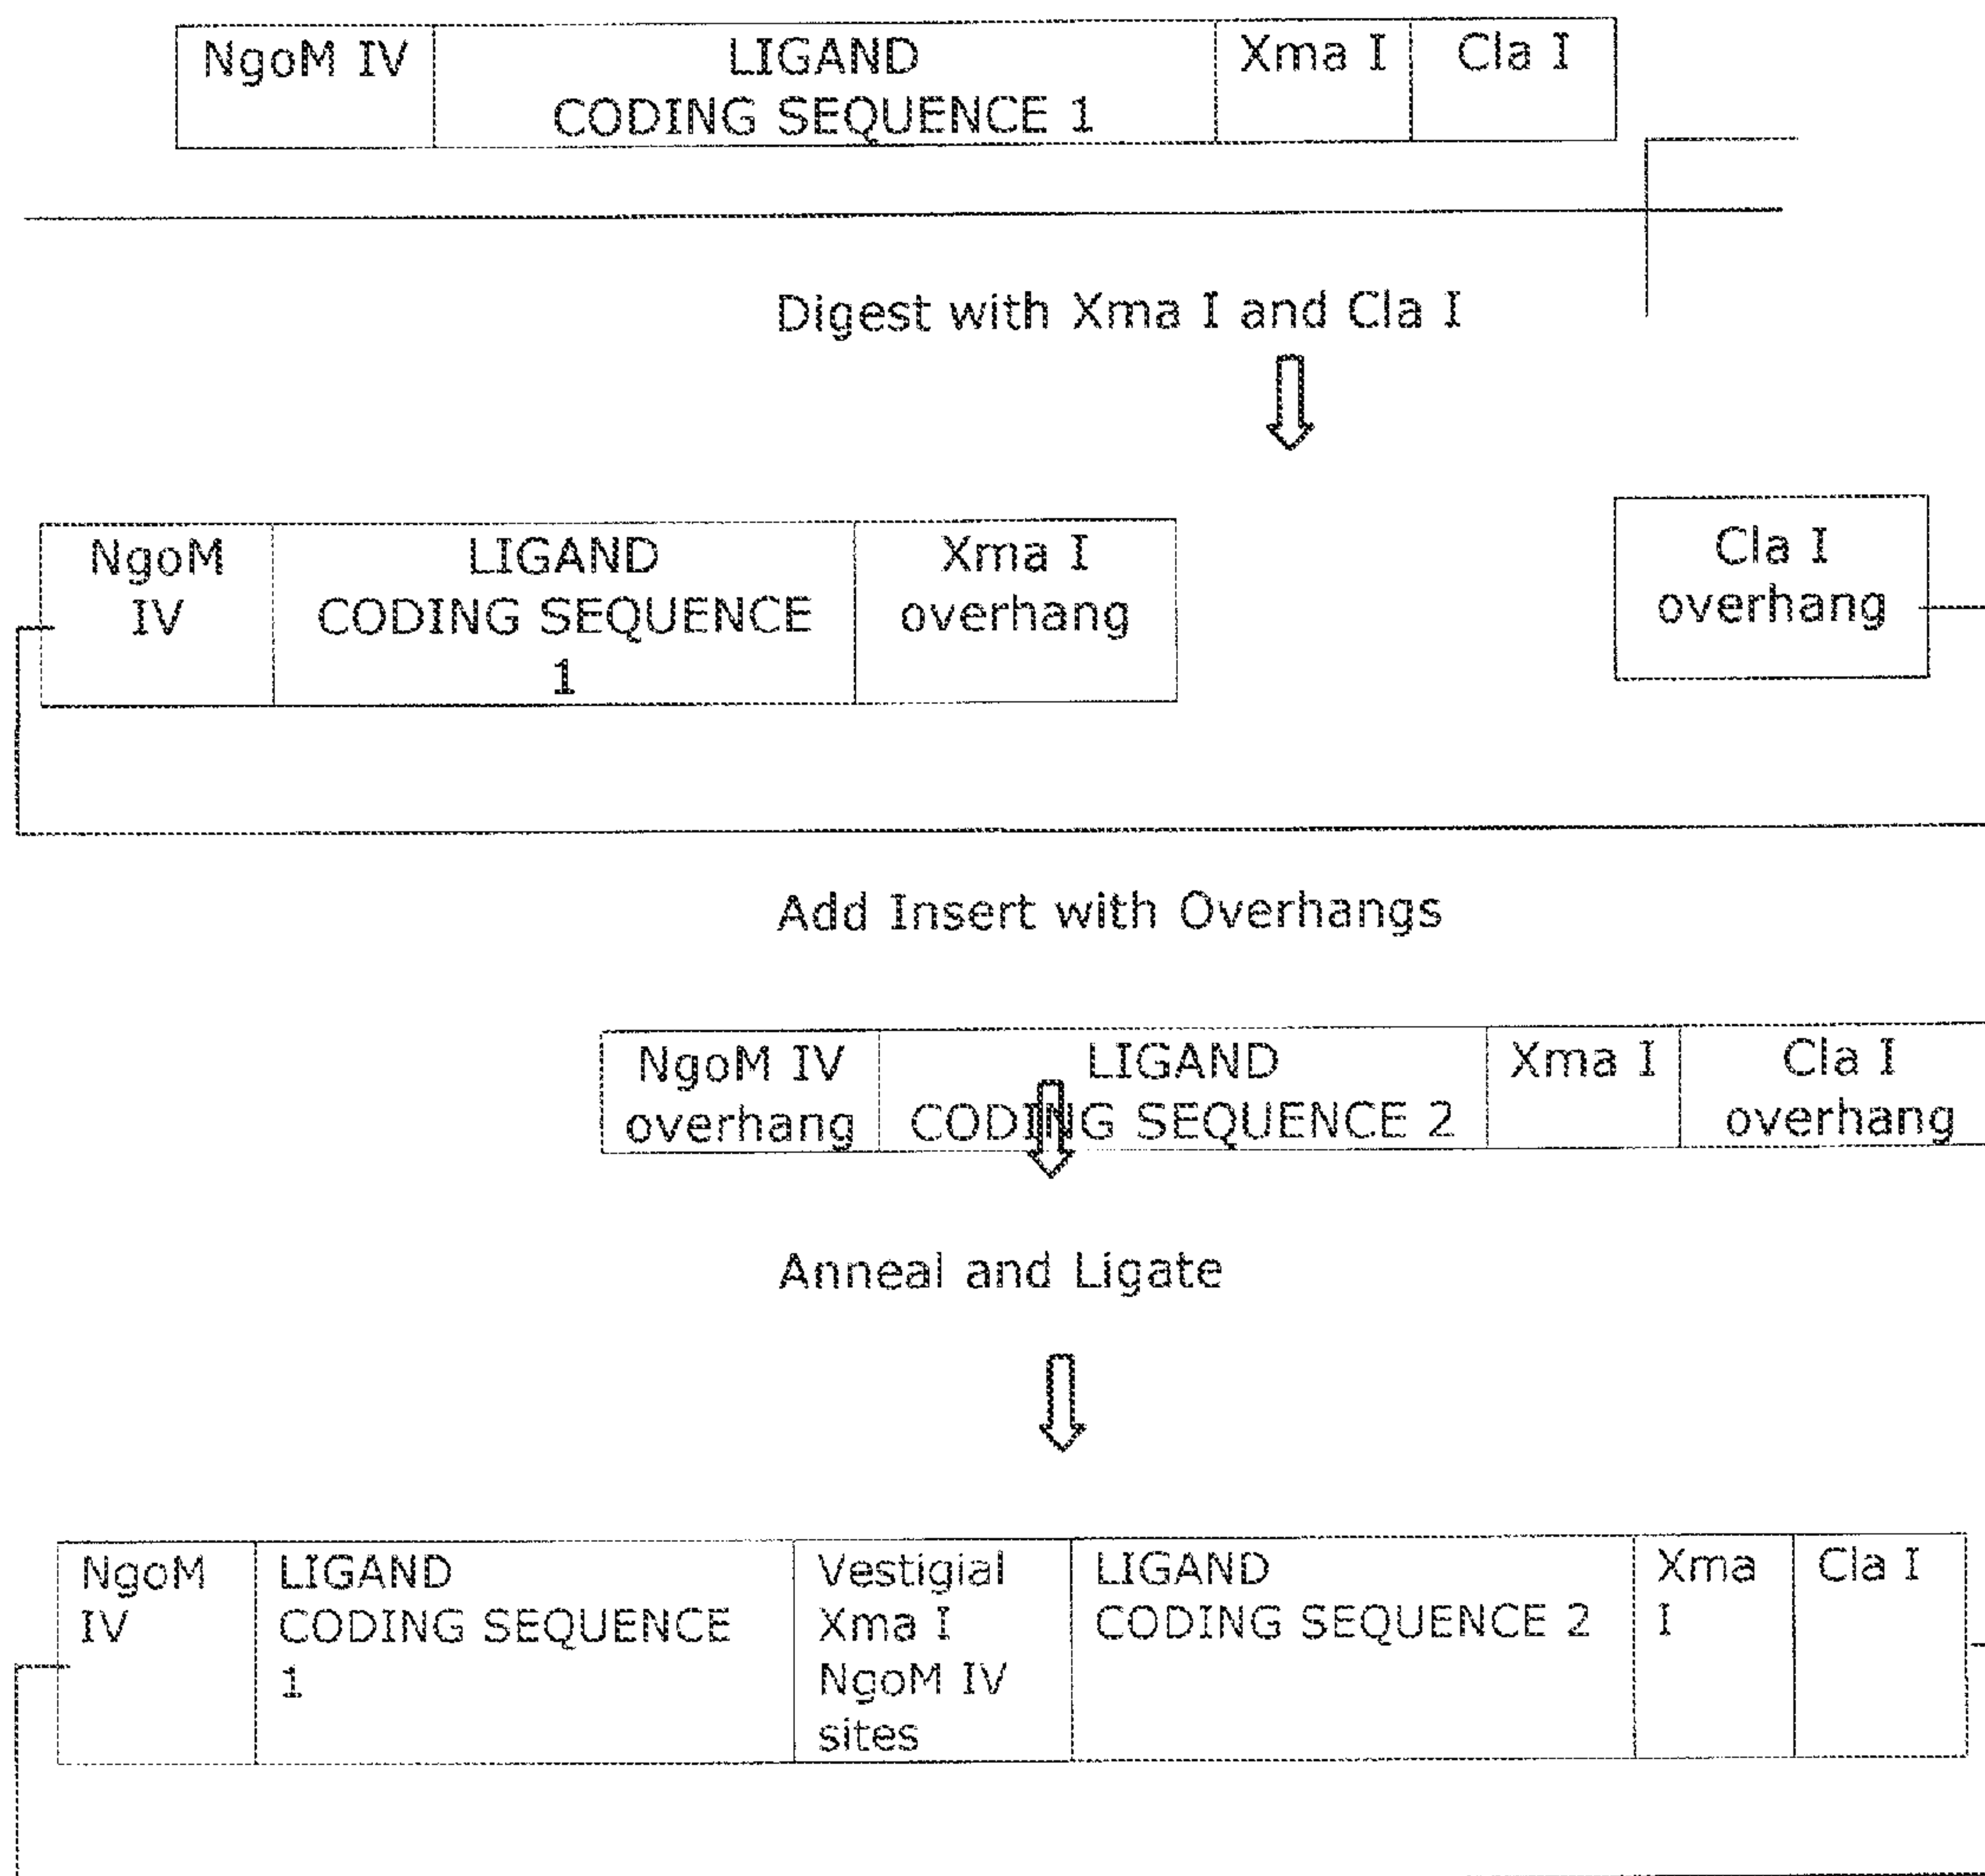 NgoM IV
LIGAND
CODING SEQUENCE 1
Xma I
Cla I
Digest with Xma I and Cla I
NgoM
IV
LIGAND
CODING SEQUENCE
1
Xma I
overhang
Cla I
overhang
Add Insert with Overhangs
NgoM IV
overhang
LIGAND
CODING SEQUENCE 2
Xma I
Cla I
overhang
Anneal and Ligate
NgoM
IV
LIGAND
CODING SEQUENCE
1
Vestigial
Xma I
NgoM IV
sites
LIGAND
CODING SEQUENCE 2
Xma
I
Cla I